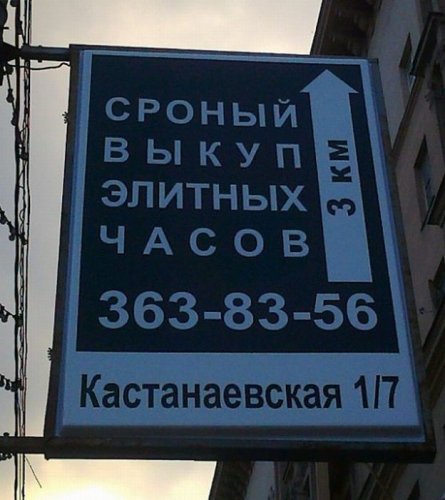 СРОНЫЙ
ВЫКУП
ЭЛИТНЫХ
ЧАСОВ
3 км
363-83-56
Кастанаевская 1/7